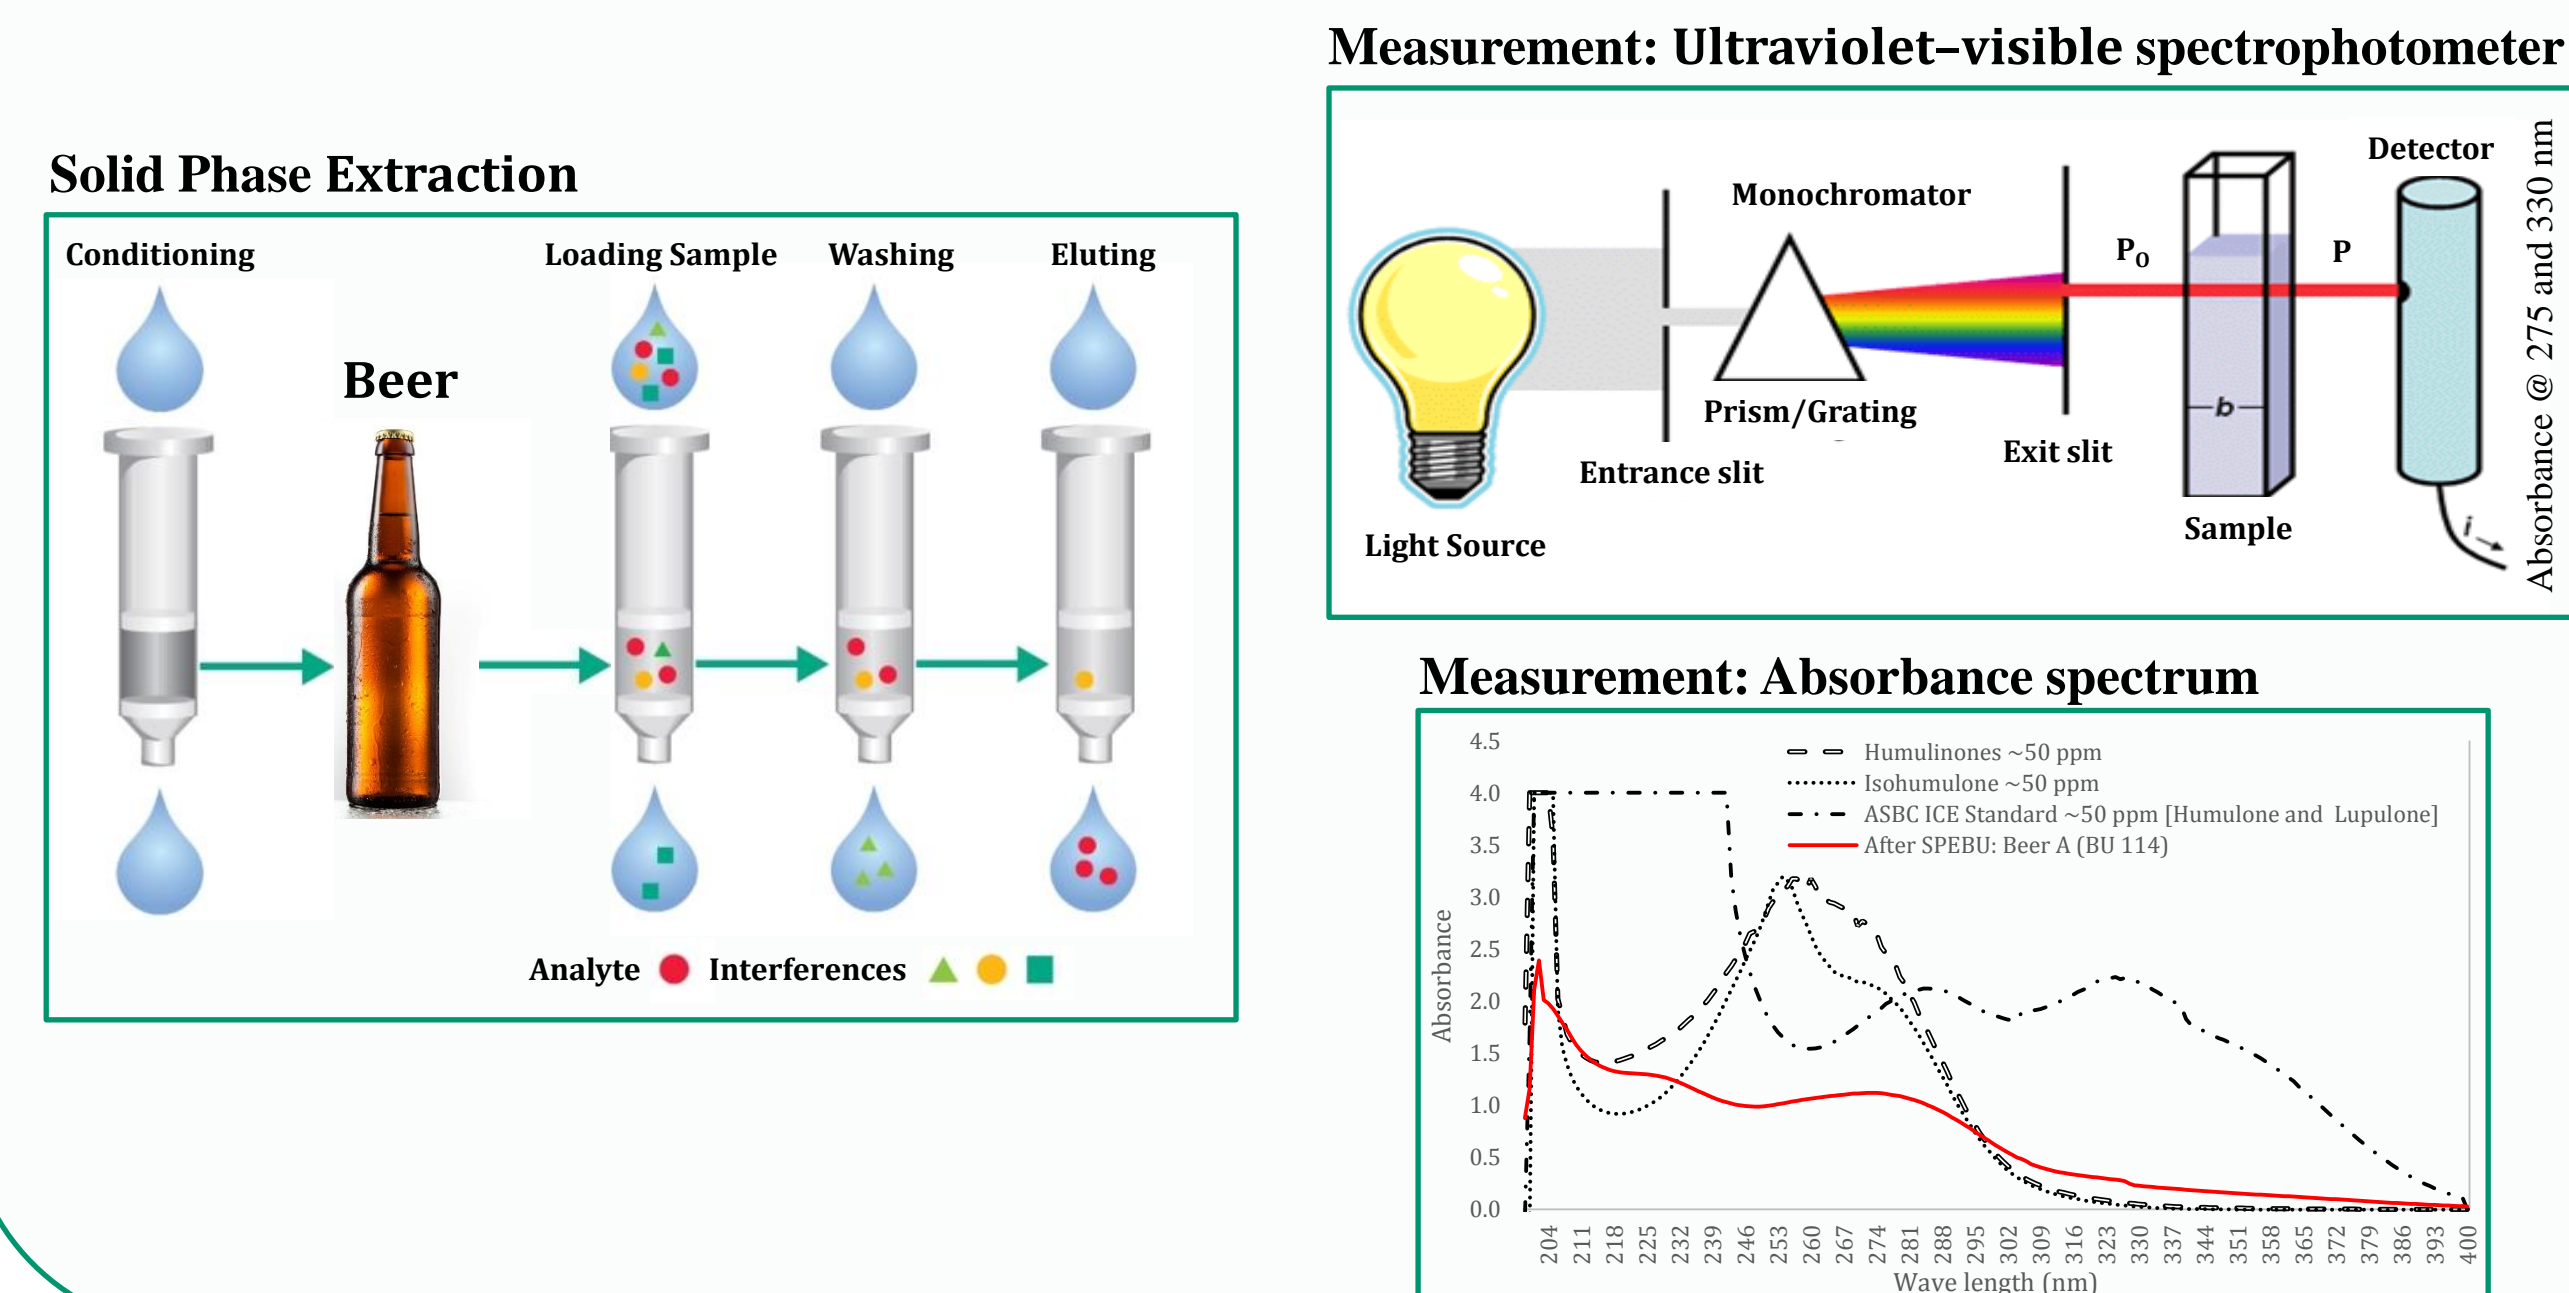 Solid Phase Extraction
Conditioning
Loading Sample
Washing
Eluting
Beer
Analyte
Interferences
Measurement: Ultraviolet–visible spectrophotometer
Detector
Monochromator
P₀
P
b
Prism/Grating
Exit slit
Entrance slit
Sample
i
Light Source
Absorbance @ 275 and 330 nm
Measurement: Absorbance spectrum
4.5
4.0
3.5
3.0
2.5
2.0
1.5
1.0
0.5
0.0
Absorbance
Humulinones ~50 ppm
Isohumulone ~50 ppm
ASBC ICE Standard ~50 ppm [Humulone and Lupulone]
After SPEBU: Beer A (BU 114)
204 211 218 225 232 239 246 253 260 267 274 281 288 295 302 309 316 323 330 337 344 351 358 365 372 379 386 393 400
Wave length (nm)